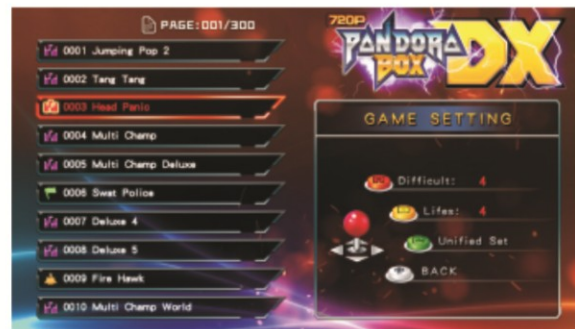 PAGE:001/300
0001 Jumping Pop 2
0002 Tang Tang
0003 Head Panic
0004 Multi Champ
0005 Multi Champ Deluxe
0006 Swat Police
0007 Deluxe 4
0008 Deluxe 5
0009 Fire Hawk
0010 Multi Champ World
720P
PANDORA
BOX
DX
GAME SETTING
Difficult: 4
Lifes: 4
Unified Set
BACK